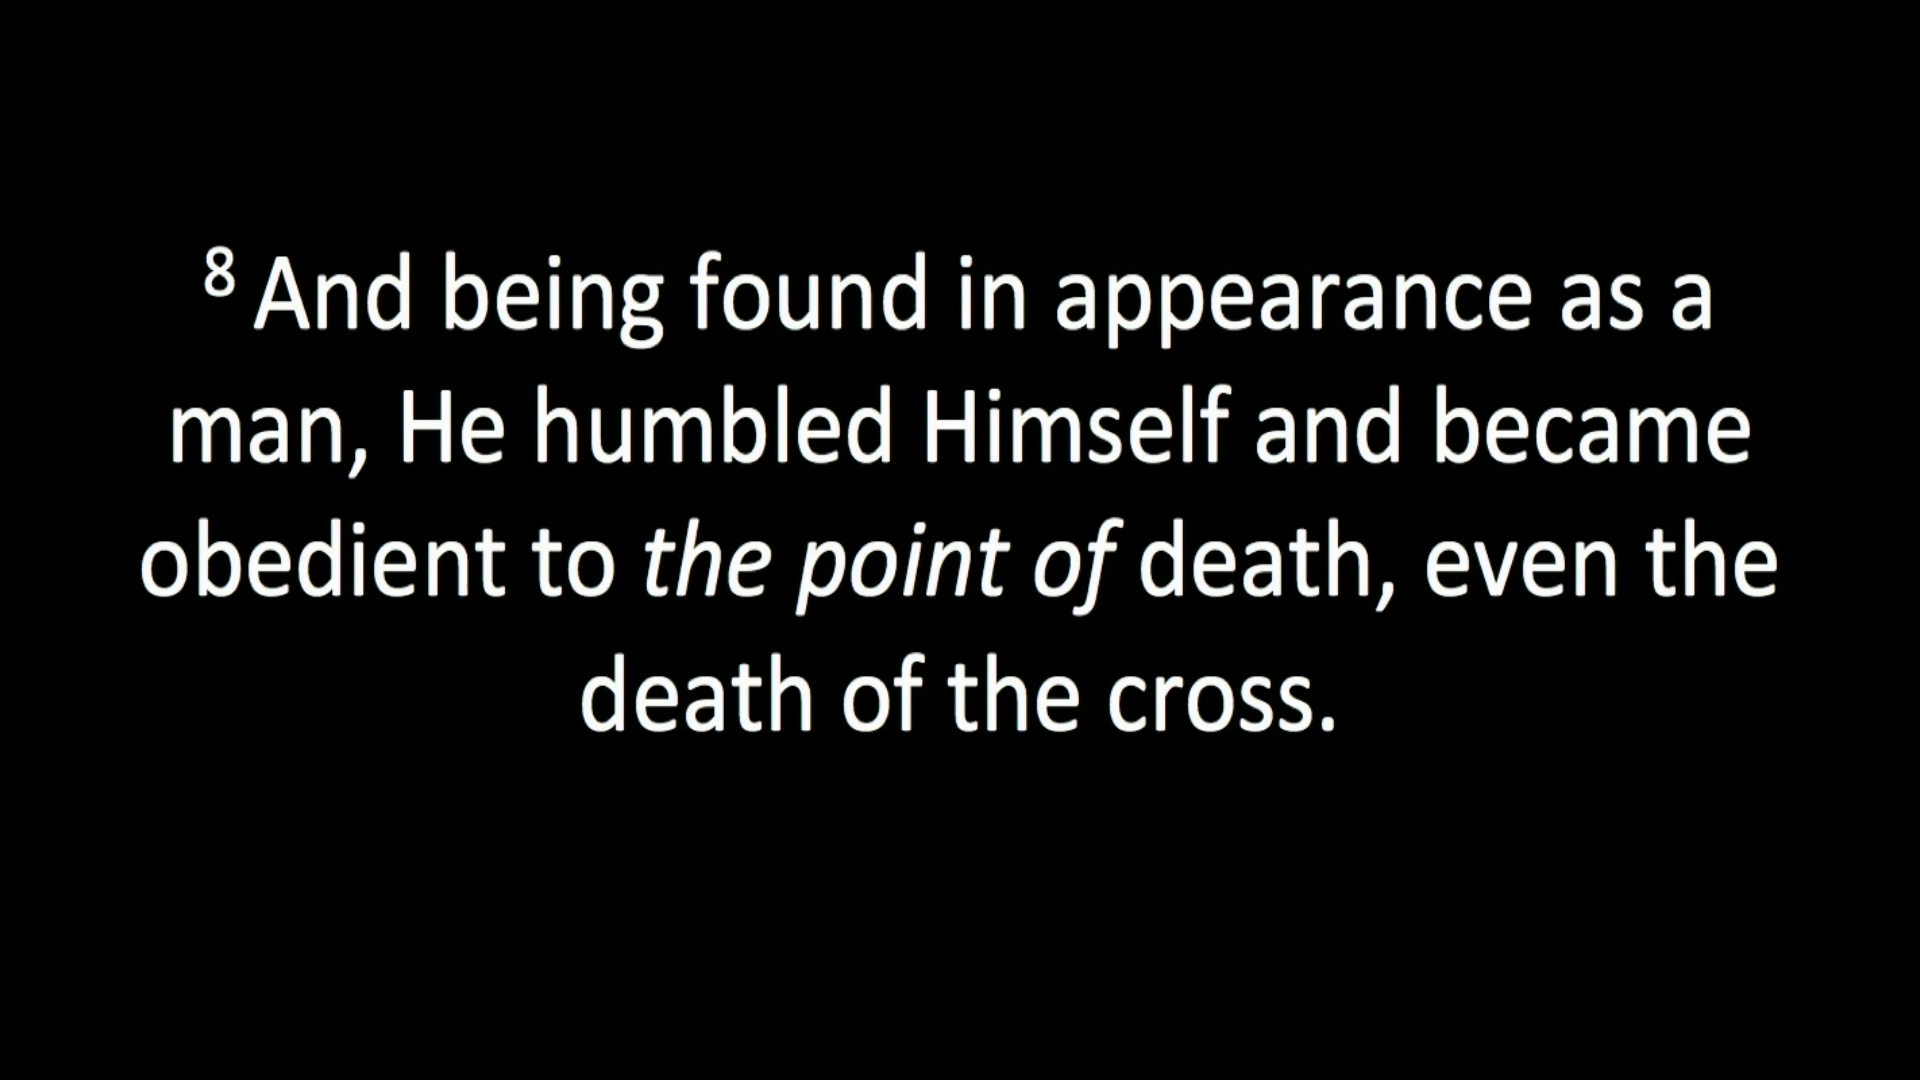 8 And being found in appearance as a
man, He humbled Himself and became
obedient to the point of death, even the
death of the cross.